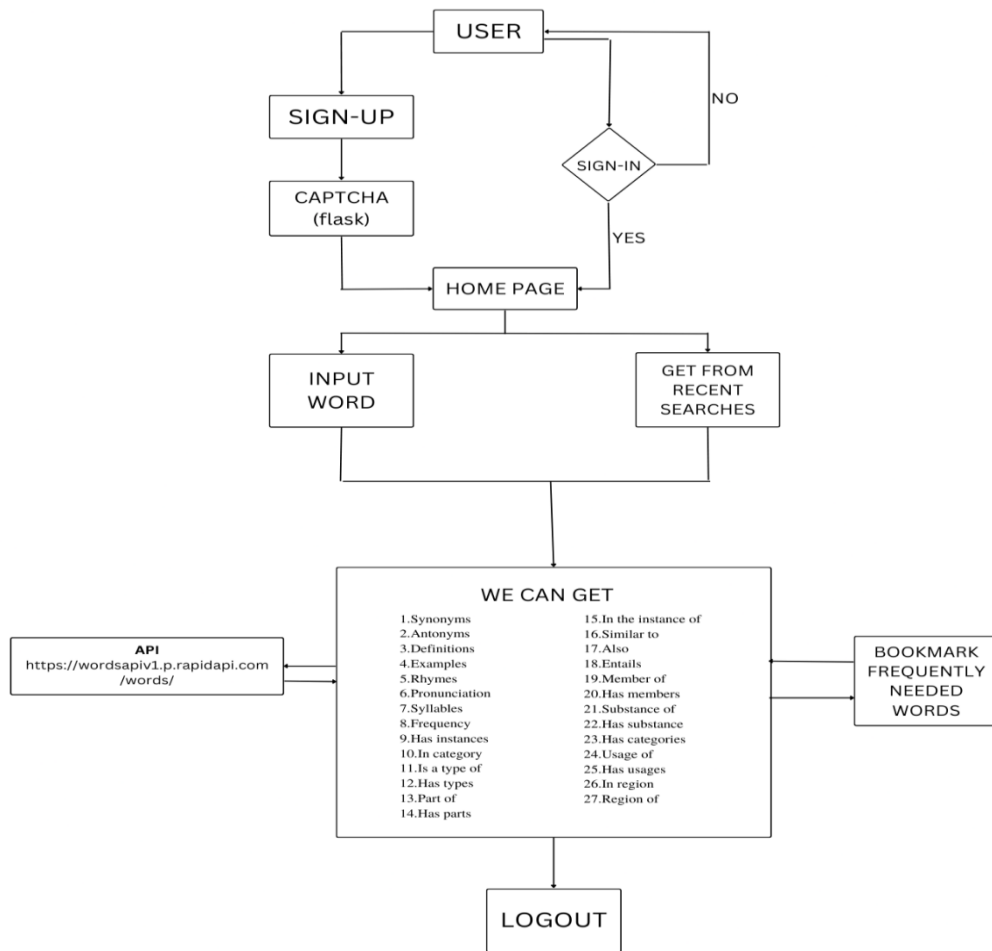 USER
NO
SIGN-UP
SIGN-IN
CAPTCHA
(flask)
YES
HOME PAGE
INPUT
WORD
GET FROM
RECENT
SEARCHES
WE CAN GET
1.Synonyms
2.Antonyms
3.Definitions
4.Examples
5.Rhymes
6.Pronunciation
7.Syllables
8.Frequency
9.Has instances
10.In category
11.Is a type of
12.Has types
13.Part of
14.Has parts
15.In the instance of
16.Similar to
17.Also
18.Entails
19.Member of
20.Has members
21.Substance of
22.Has substance
23.Has categories
24.Usage of
25.Has usages
26.In region
27.Region of
API
https://wordsapiv1.p.rapidapi.com
/words/
BOOKMARK
FREQUENTLY
NEEDED
WORDS
LOGOUT